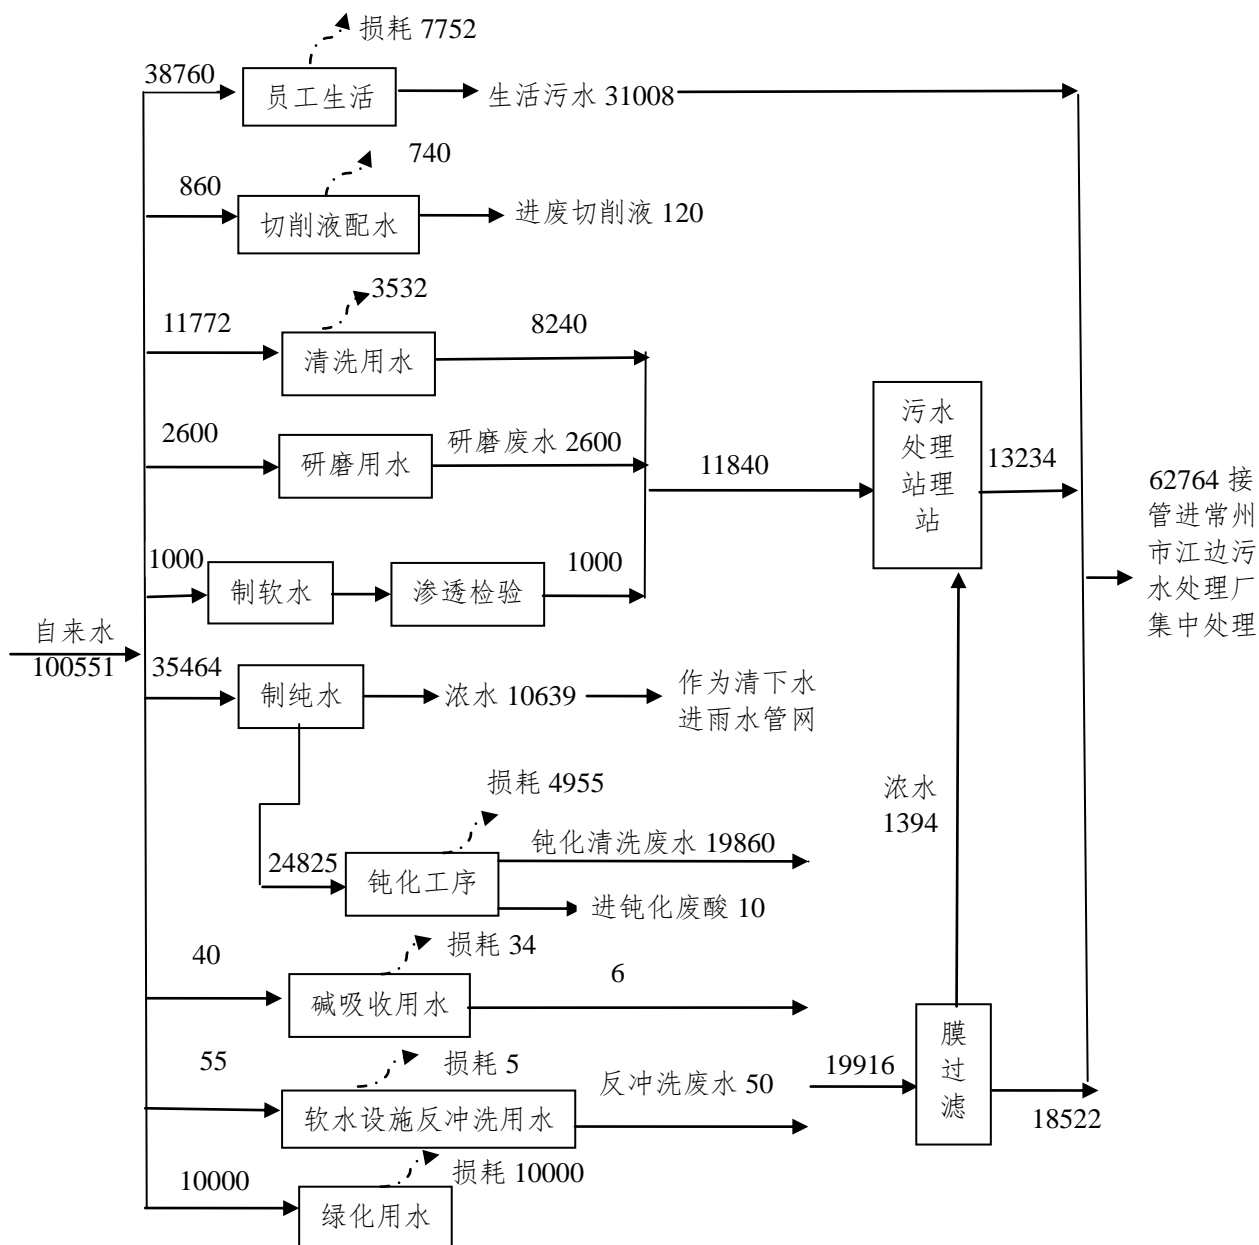 损耗 7752
38760
员工生活
生活污水 31008
740
860
切削液配水
进废切削液 120
3532
11772
清洗用水
8240
2600
研磨用水
研磨废水 2600
11840
污水
处理
站理
站
13234
62764 接
管进常州
市江边污
水处理厂
集中处理
1000
制软水
渗透检验
1000
自来水
100551
35464
制纯水
浓水 10639
作为清下水
进雨水管网
损耗 4955
浓水
1394
24825
钝化工序
钝化清洗废水 19860
进钝化废酸 10
40
损耗 34
碱吸收用水
6
55
损耗 5
软水设施反冲洗用水
反冲洗废水 50
19916
膜
过
滤
18522
10000
损耗 10000
绿化用水